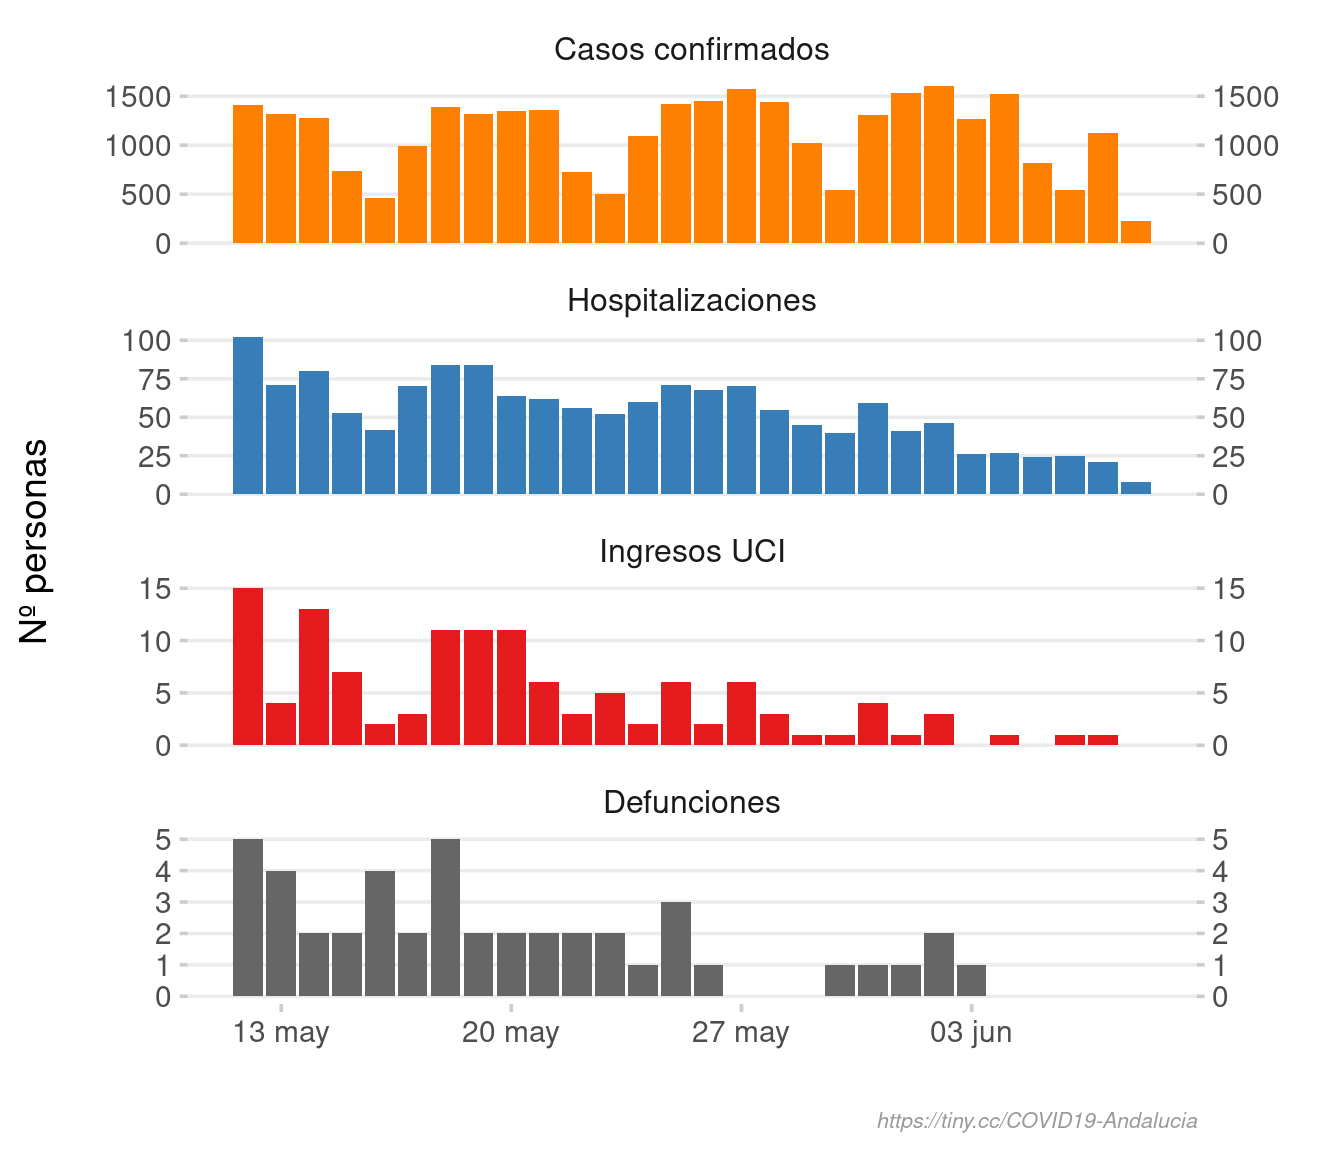 Casos confirmados
1500 1500
1000 1000
500 500
0 0
Hospitalizaciones
100 100
75 75
50 50
25 25
0 0
Nº personas
Ingresos UCI
15 15
10 10
5 5
0 0
Defunciones
5 5
4 4
3 3
2 2
1 1
0 0
13 may 20 may 27 may 03 jun
https://tiny.cc/COVID19-Andalucia